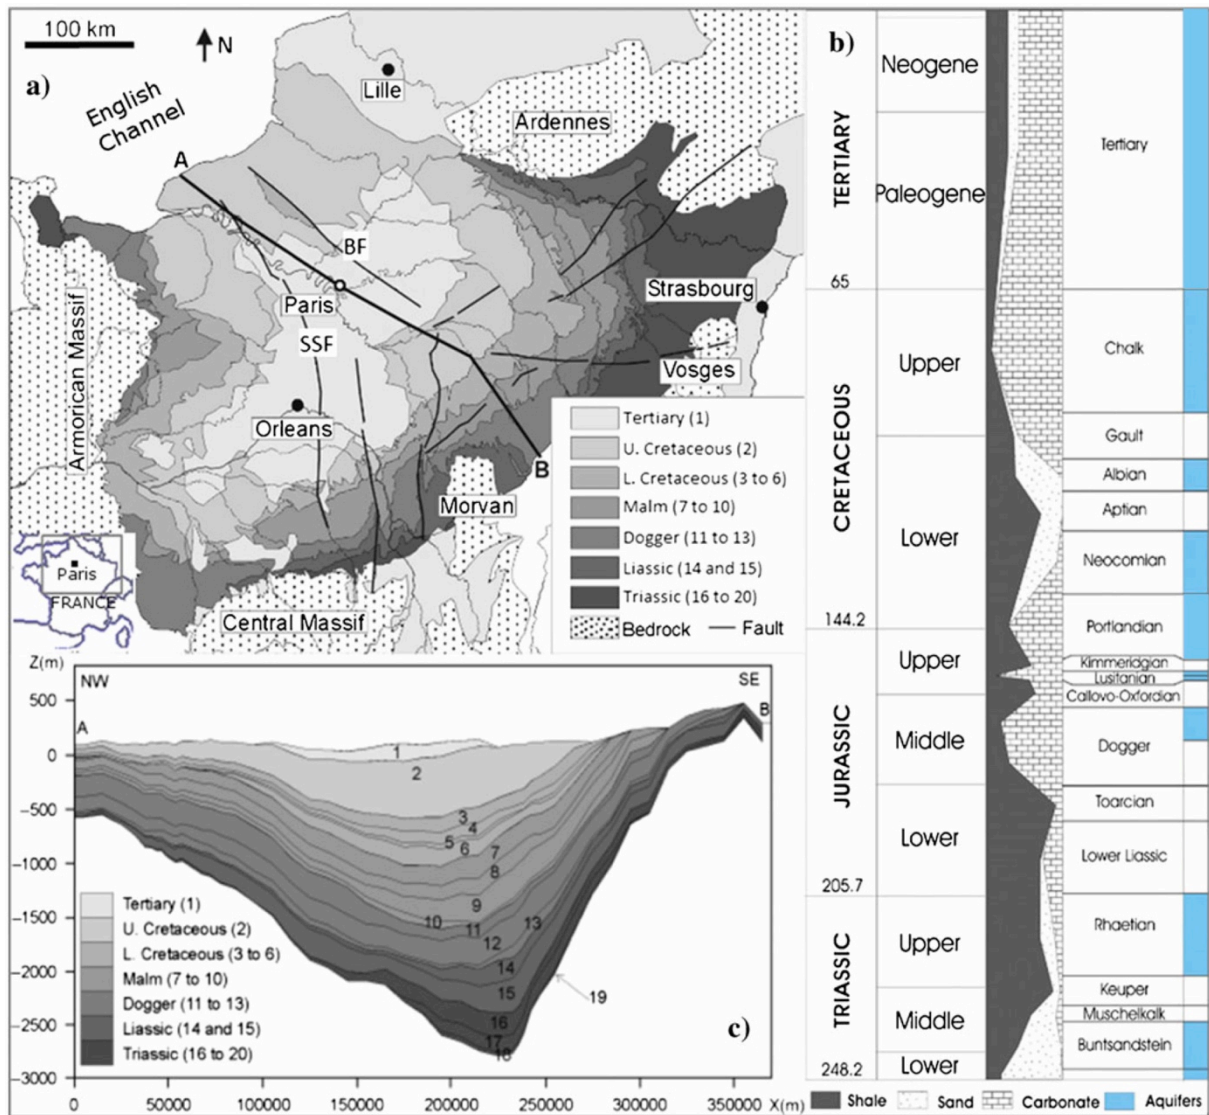 100 km
N
a)
English
Channel
Lille
Ardennes
A
BF
Paris
SSF
Strasbourg
Vosges
Armorican Massif
Orleans
Morvan
B
Central Massif
Paris
FRANCE
Tertiary (1)
U. Cretaceous (2)
L. Cretaceous (3 to 6)
Malm (7 to 10)
Dogger (11 to 13)
Liassic (14 and 15)
Triassic (16 to 20)
Bedrock
Fault
b)
TERTIARY
Neogene
Paleogene
65
Tertiary
CRETACEOUS
Upper
Lower
144.2
Chalk
Gault
Albian
Aptian
Neocomian
Portlandian
Kimmeridgian
Lusitanian
Callovo-Oxfordian
JURASSIC
Upper
Middle
Lower
205.7
Dogger
Toarcian
Lower Liassic
TRIASSIC
Upper
Middle
Lower
248.2
Rhaetian
Keuper
Muschelkalk
Buntsandstein
Shale
Sand
Carbonate
Aquifers
Z(m)
NW
SE
A
B
500
0
−500
−1000
−1500
−2000
−2500
−3000
1
2
3
4
5
6
7
8
9
10
11
12
13
14
15
16
17
18
19
c)
Tertiary (1)
U. Cretaceous (2)
L. Cretaceous (3 to 6)
Malm (7 to 10)
Dogger (11 to 13)
Liassic (14 and 15)
Triassic (16 to 20)
0 50000 100000 150000 200000 250000 300000 350000 X(m)